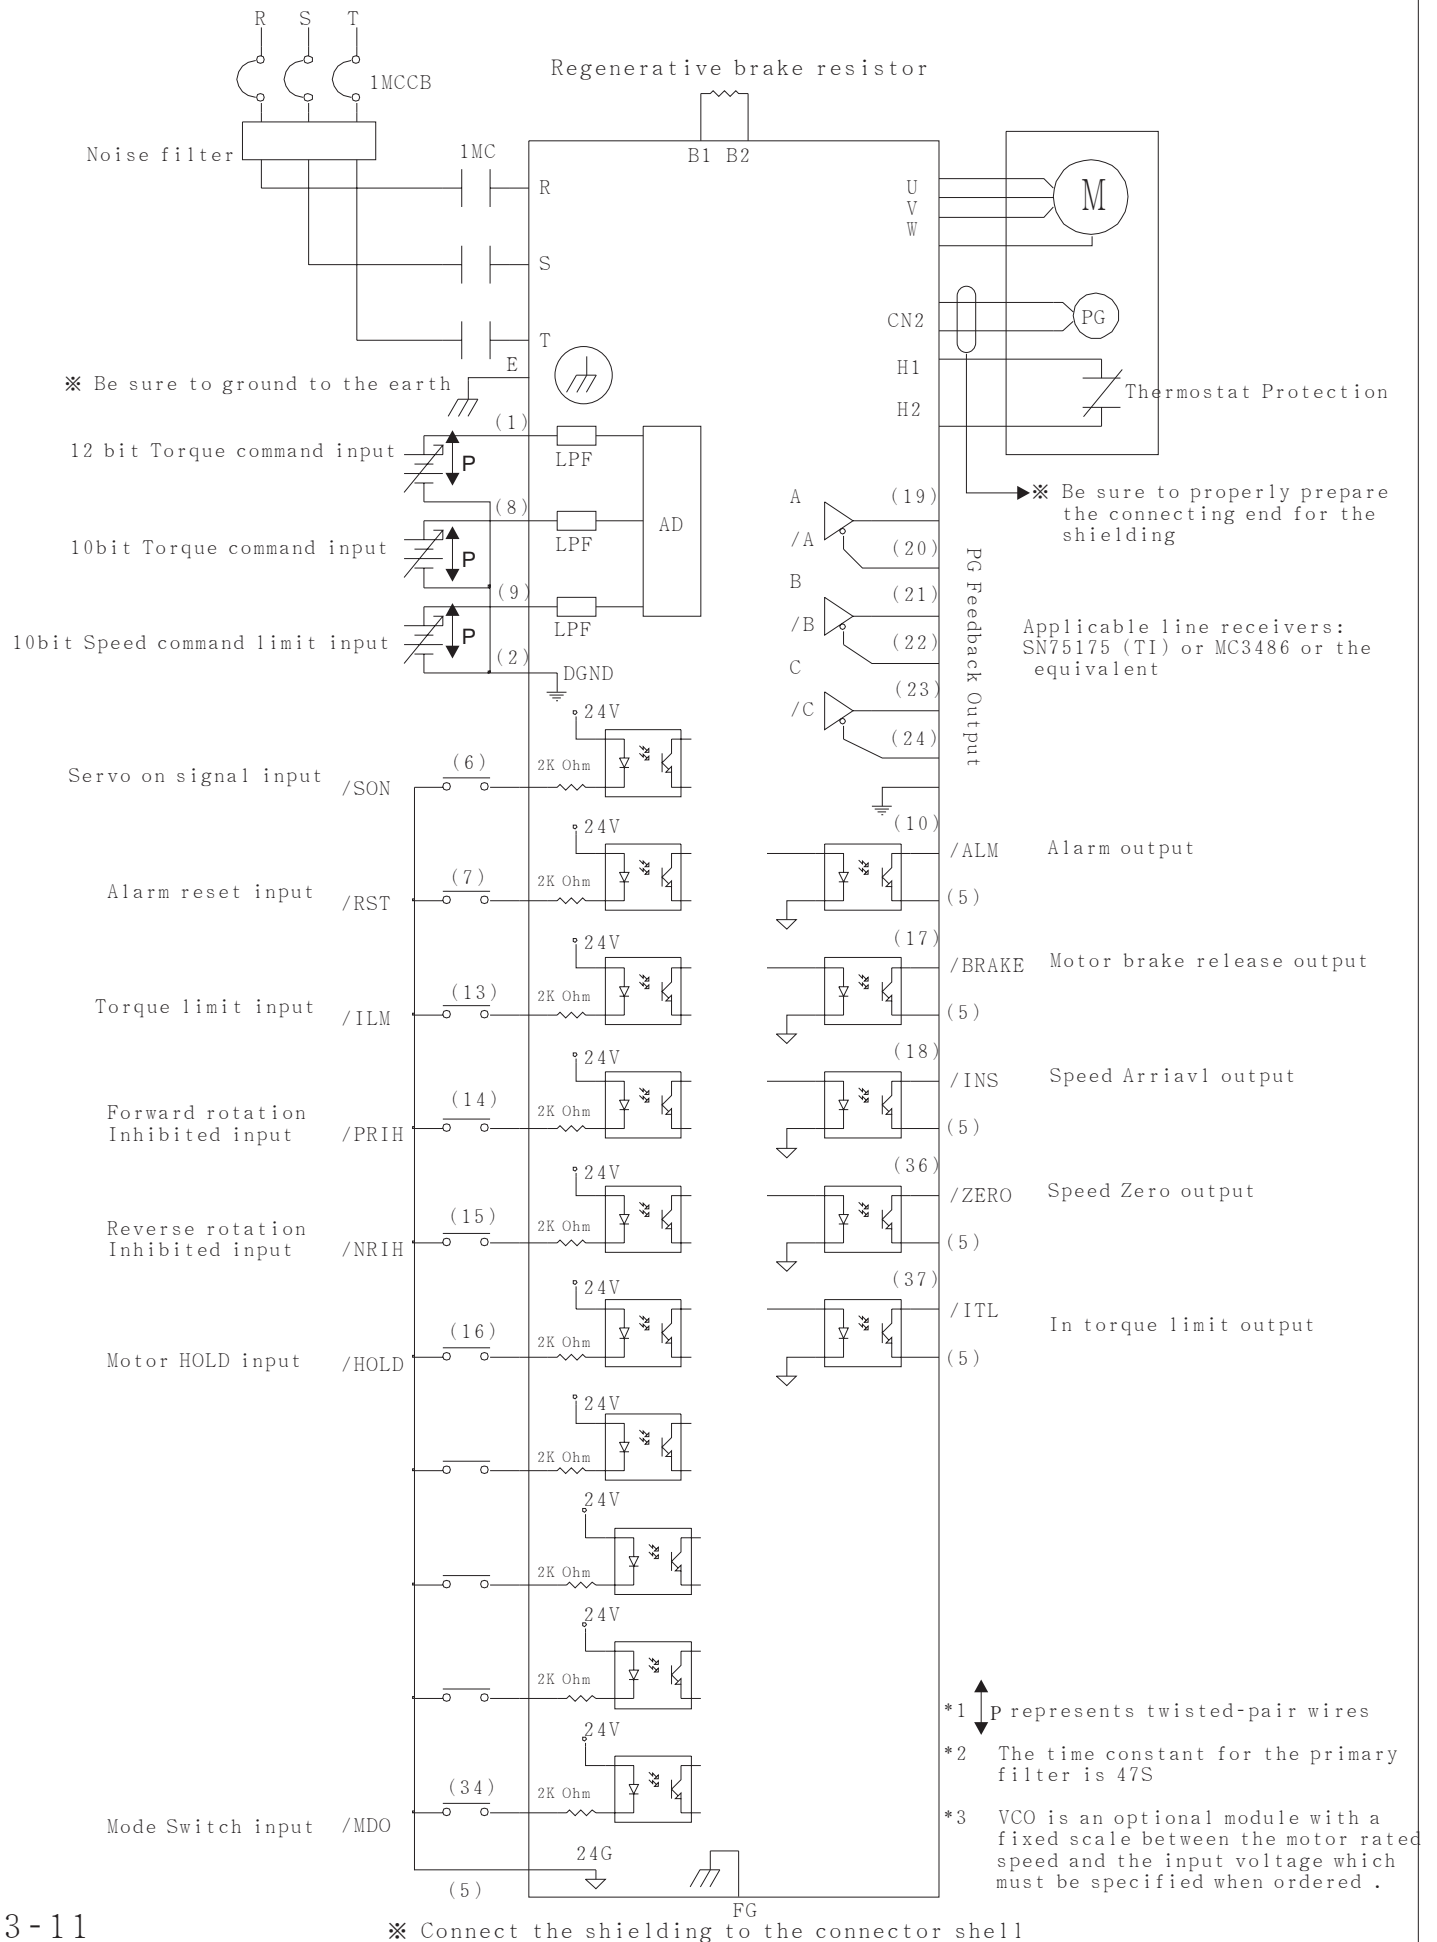 R S T
1MCCB
Regenerative brake resistor
Noise filter
1MC
B1 B2
R
U
V
W
M
S
CN2
PG
T
E
H1
※ Be sure to ground to the earth
Thermostat Protection
H2
(1)
12 bit Torque command input
P
LPF
(8)
A
(19)
※ Be sure to properly prepare
the connecting end for the
shielding
AD
10bit Torque command input
P
LPF
/A
(20)
PG Feedback Output
(9)
B
(21)
10bit Speed command limit input
P
LPF
/B
(22)
Applicable line receivers:
SN75175 (TI) or MC3486 or the
equivalent
(2)
DGND
C
(23)
/C
(24)
24V
Servo on signal input
/SON
(6)
2K Ohm
24V
(10)
/ALM
Alarm output
Alarm reset input
/RST
(7)
2K Ohm
(5)
24V
(17)
/BRAKE
Motor brake release output
Torque limit input
/ILM
(13)
2K Ohm
(5)
24V
(18)
/INS
Speed Arriavl output
Forward rotation
Inhibited input
/PRIH
(14)
2K Ohm
(5)
24V
(36)
/ZERO
Speed Zero output
Reverse rotation
Inhibited input
/NRIH
(15)
2K Ohm
(5)
24V
(37)
/ITL
In torque limit output
Motor HOLD input
/HOLD
(16)
2K Ohm
(5)
24V
2K Ohm
24V
2K Ohm
24V
2K Ohm
24V
Mode Switch input
/MDO
(34)
2K Ohm
24G
(5)
*1 P represents twisted-pair wires
*2 The time constant for the primary
filter is 47S
*3 VCO is an optional module with a
fixed scale between the motor rated
speed and the input voltage which
must be specified when ordered .
FG
3-11
※ Connect the shielding to the connector shell